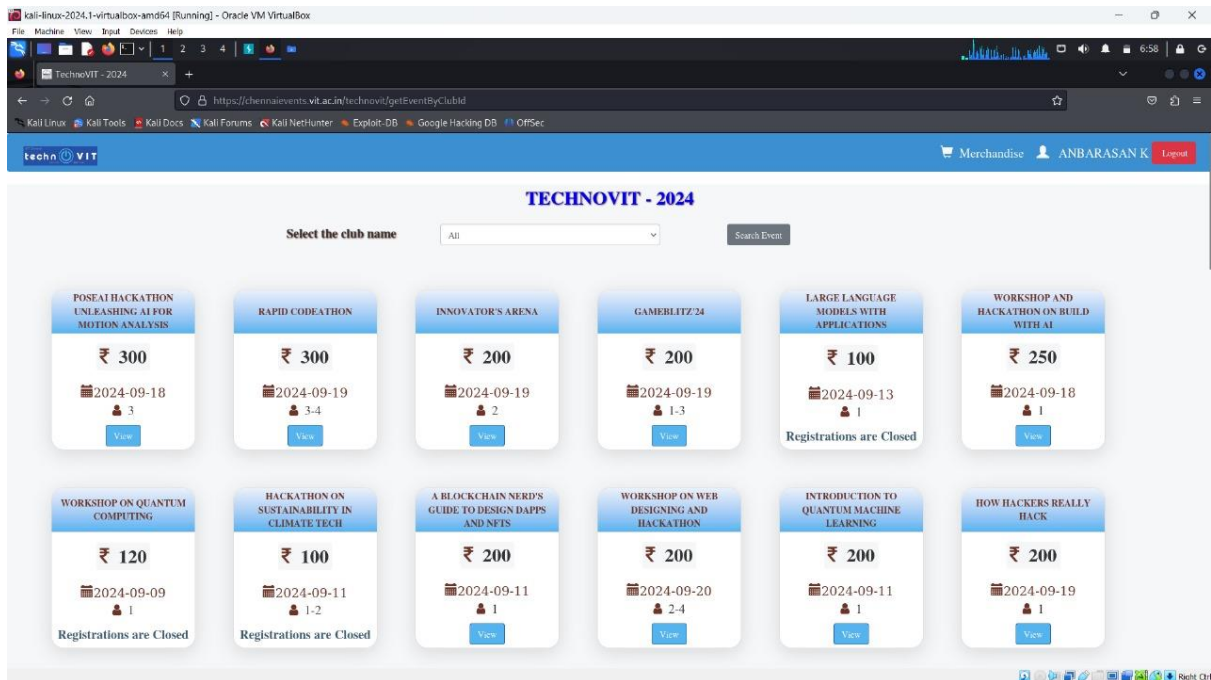 kali-linux-2024.1-virtualbox-amd64 [Running] - Oracle VM VirtualBox
File Machine View Input Devices Help
1 2 3 4 6:58
TechnoVIT - 2024
https://chennaievents.vit.ac.in/technovit/getEventByClubId
Kali Linux Kali Tools Kali Docs Kali Forums Kali NetHunter Exploit-DB Google Hacking DB OffSec
techn VIT Merchandise ANBARASAN K Logout
TECHNOVIT - 2024
Select the club name All Search Event
POSEAI HACKATHON
UNLEASHING AI FOR
MOTION ANALYSIS
₹ 300
2024-09-18
3
View
RAPID CODEATHON
₹ 300
2024-09-19
3-4
View
INNOVATOR'S ARENA
₹ 200
2024-09-19
2
View
GAMEBLITZ'24
₹ 200
2024-09-19
1-3
View
LARGE LANGUAGE
MODELS WITH
APPLICATIONS
₹ 100
2024-09-13
1
Registrations are Closed
WORKSHOP AND
HACKATHON ON BUILD
WITH AI
₹ 250
2024-09-18
1
View
WORKSHOP ON QUANTUM
COMPUTING
₹ 120
2024-09-09
1
Registrations are Closed
HACKATHON ON
SUSTAINABILITY IN
CLIMATE TECH
₹ 100
2024-09-11
1-2
Registrations are Closed
A BLOCKCHAIN NERD'S
GUIDE TO DESIGN DAPPS
AND NFTS
₹ 200
2024-09-11
1
View
WORKSHOP ON WEB
DESIGNING AND
HACKATHON
₹ 200
2024-09-20
2-4
View
INTRODUCTION TO
QUANTUM MACHINE
LEARNING
₹ 200
2024-09-11
1
View
HOW HACKERS REALLY
HACK
₹ 200
2024-09-19
1
View
Right Ctrl